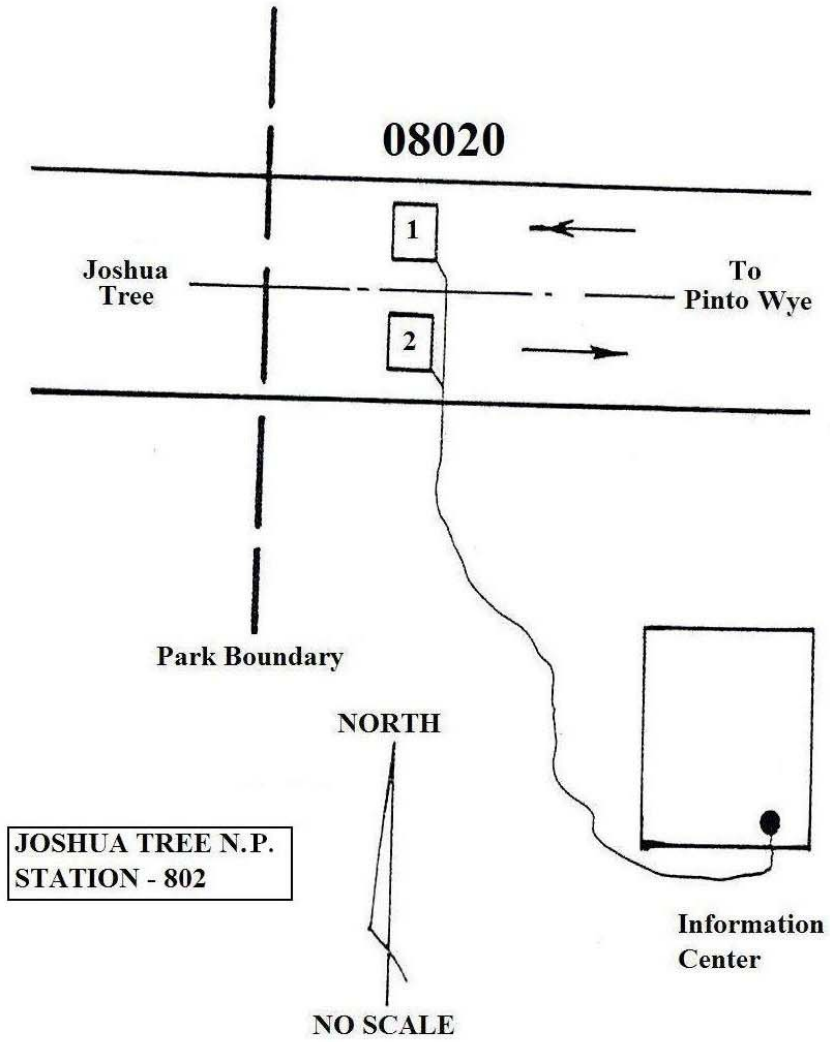 08020
1
Joshua
Tree
To
Pinto Wye
2
Park Boundary
NORTH
JOSHUA TREE N.P.
STATION - 802
Information
Center
NO SCALE